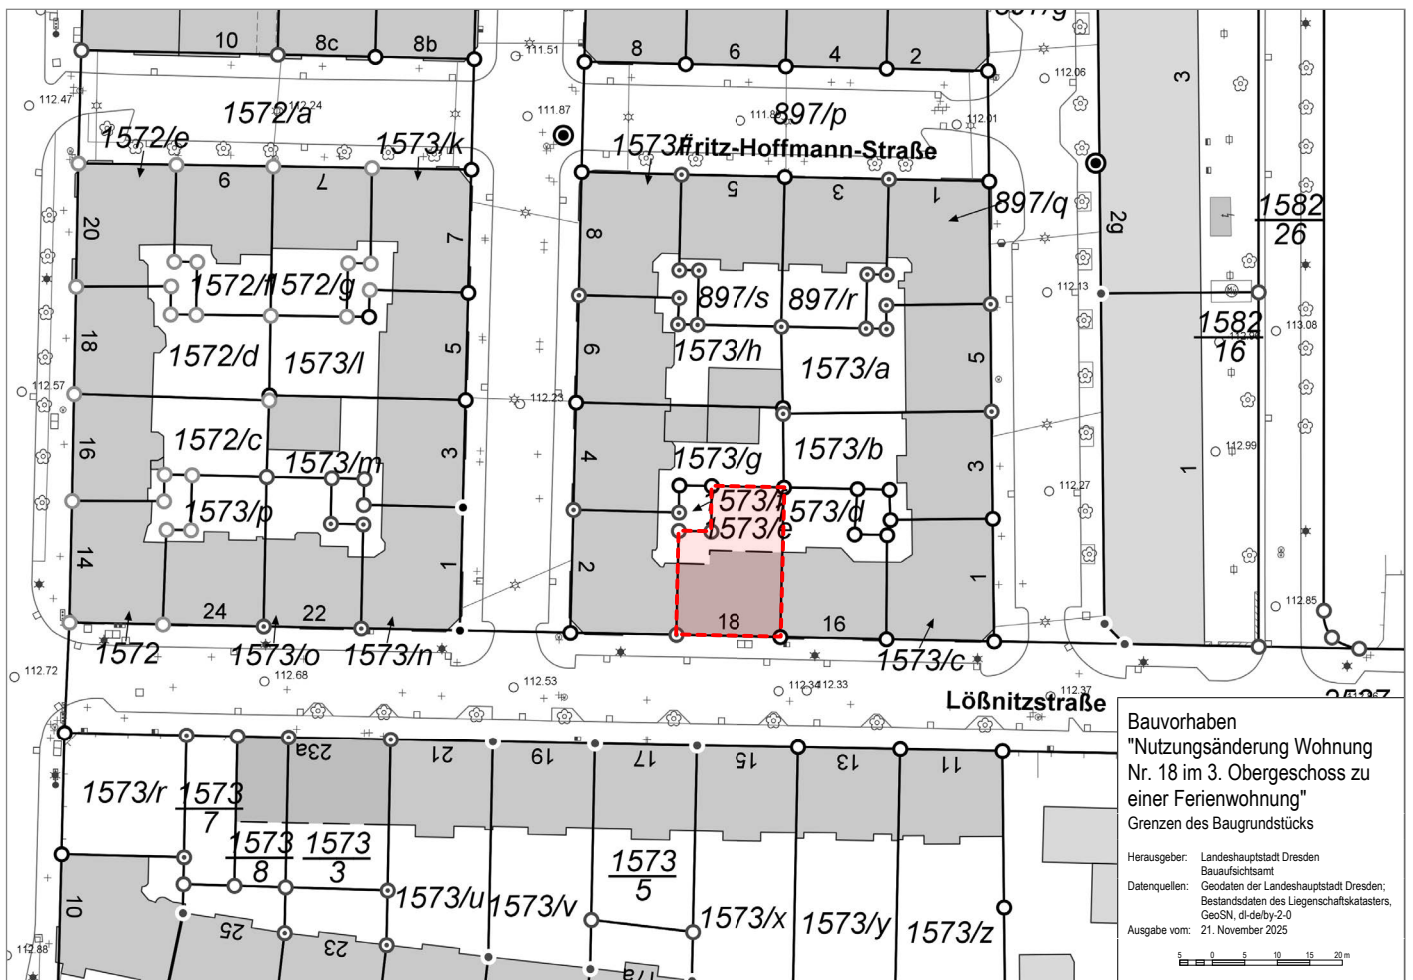 10
8c
8b
8
6
4
2
3
111.51
112.06
112.47
1572/a
112.24
111.87
897/p
112.01
1572/e
1573/k
Fritz-Hoffmann-Straße
9
7
5
3
1
897/q
1582
26
20
7
8
2g
1572/f
1572/g
897/s
897/r
112.13
1582
16
113.08
18
1572/d
1573/l
5
6
1573/h
1573/a
5
112.57
112.23
16
1572/c
1573/m
3
4
1573/g
1573/b
3
1
112.99
1573/p
573/e
573/d
112.27
14
24
22
1
2
18
16
1
112.85
1572
1573/o
1573/n
1573/c
112.72
112.68
112.53
112.34
112.33
112.37
Lößnitzstraße
23a
21
19
17
15
13
11
1573/r
1573
7
1573
8
1573
3
1573
5
1573/u
1573/v
1573/x
1573/y
1573/z
10
25
23
17a
112.88
Bauvorhaben
"Nutzungsänderung Wohnung
Nr. 18 im 3. Obergeschoss zu
einer Ferienwohnung"
Grenzen des Baugrundstücks
Herausgeber: Landeshauptstadt Dresden
Bauaufsichtsamt
Datenquellen: Geodaten der Landeshauptstadt Dresden;
Bestandsdaten des Liegenschaftskatasters,
GeoSN, dl-de/by-2-0
Ausgabe vom: 21. November 2025
5 0 5 10 15 20 m